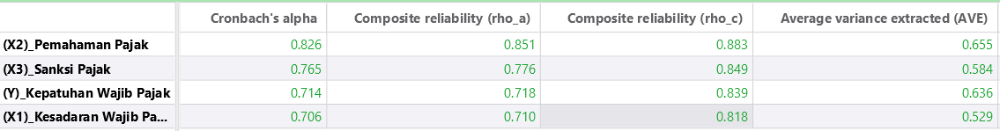 Cronbach's alpha Composite reliability (rho_a) Composite reliability (rho_c) Average variance extracted (AVE)
(X2)_Pemahaman Pajak 0.826 0.851 0.883 0.655
(X3)_Sanksi Pajak 0.765 0.776 0.849 0.584
(Y)_Kepatuhan Wajib Pajak 0.714 0.718 0.839 0.636
(X1)_Kesadaran Wajib Pa... 0.706 0.710 0.818 0.529